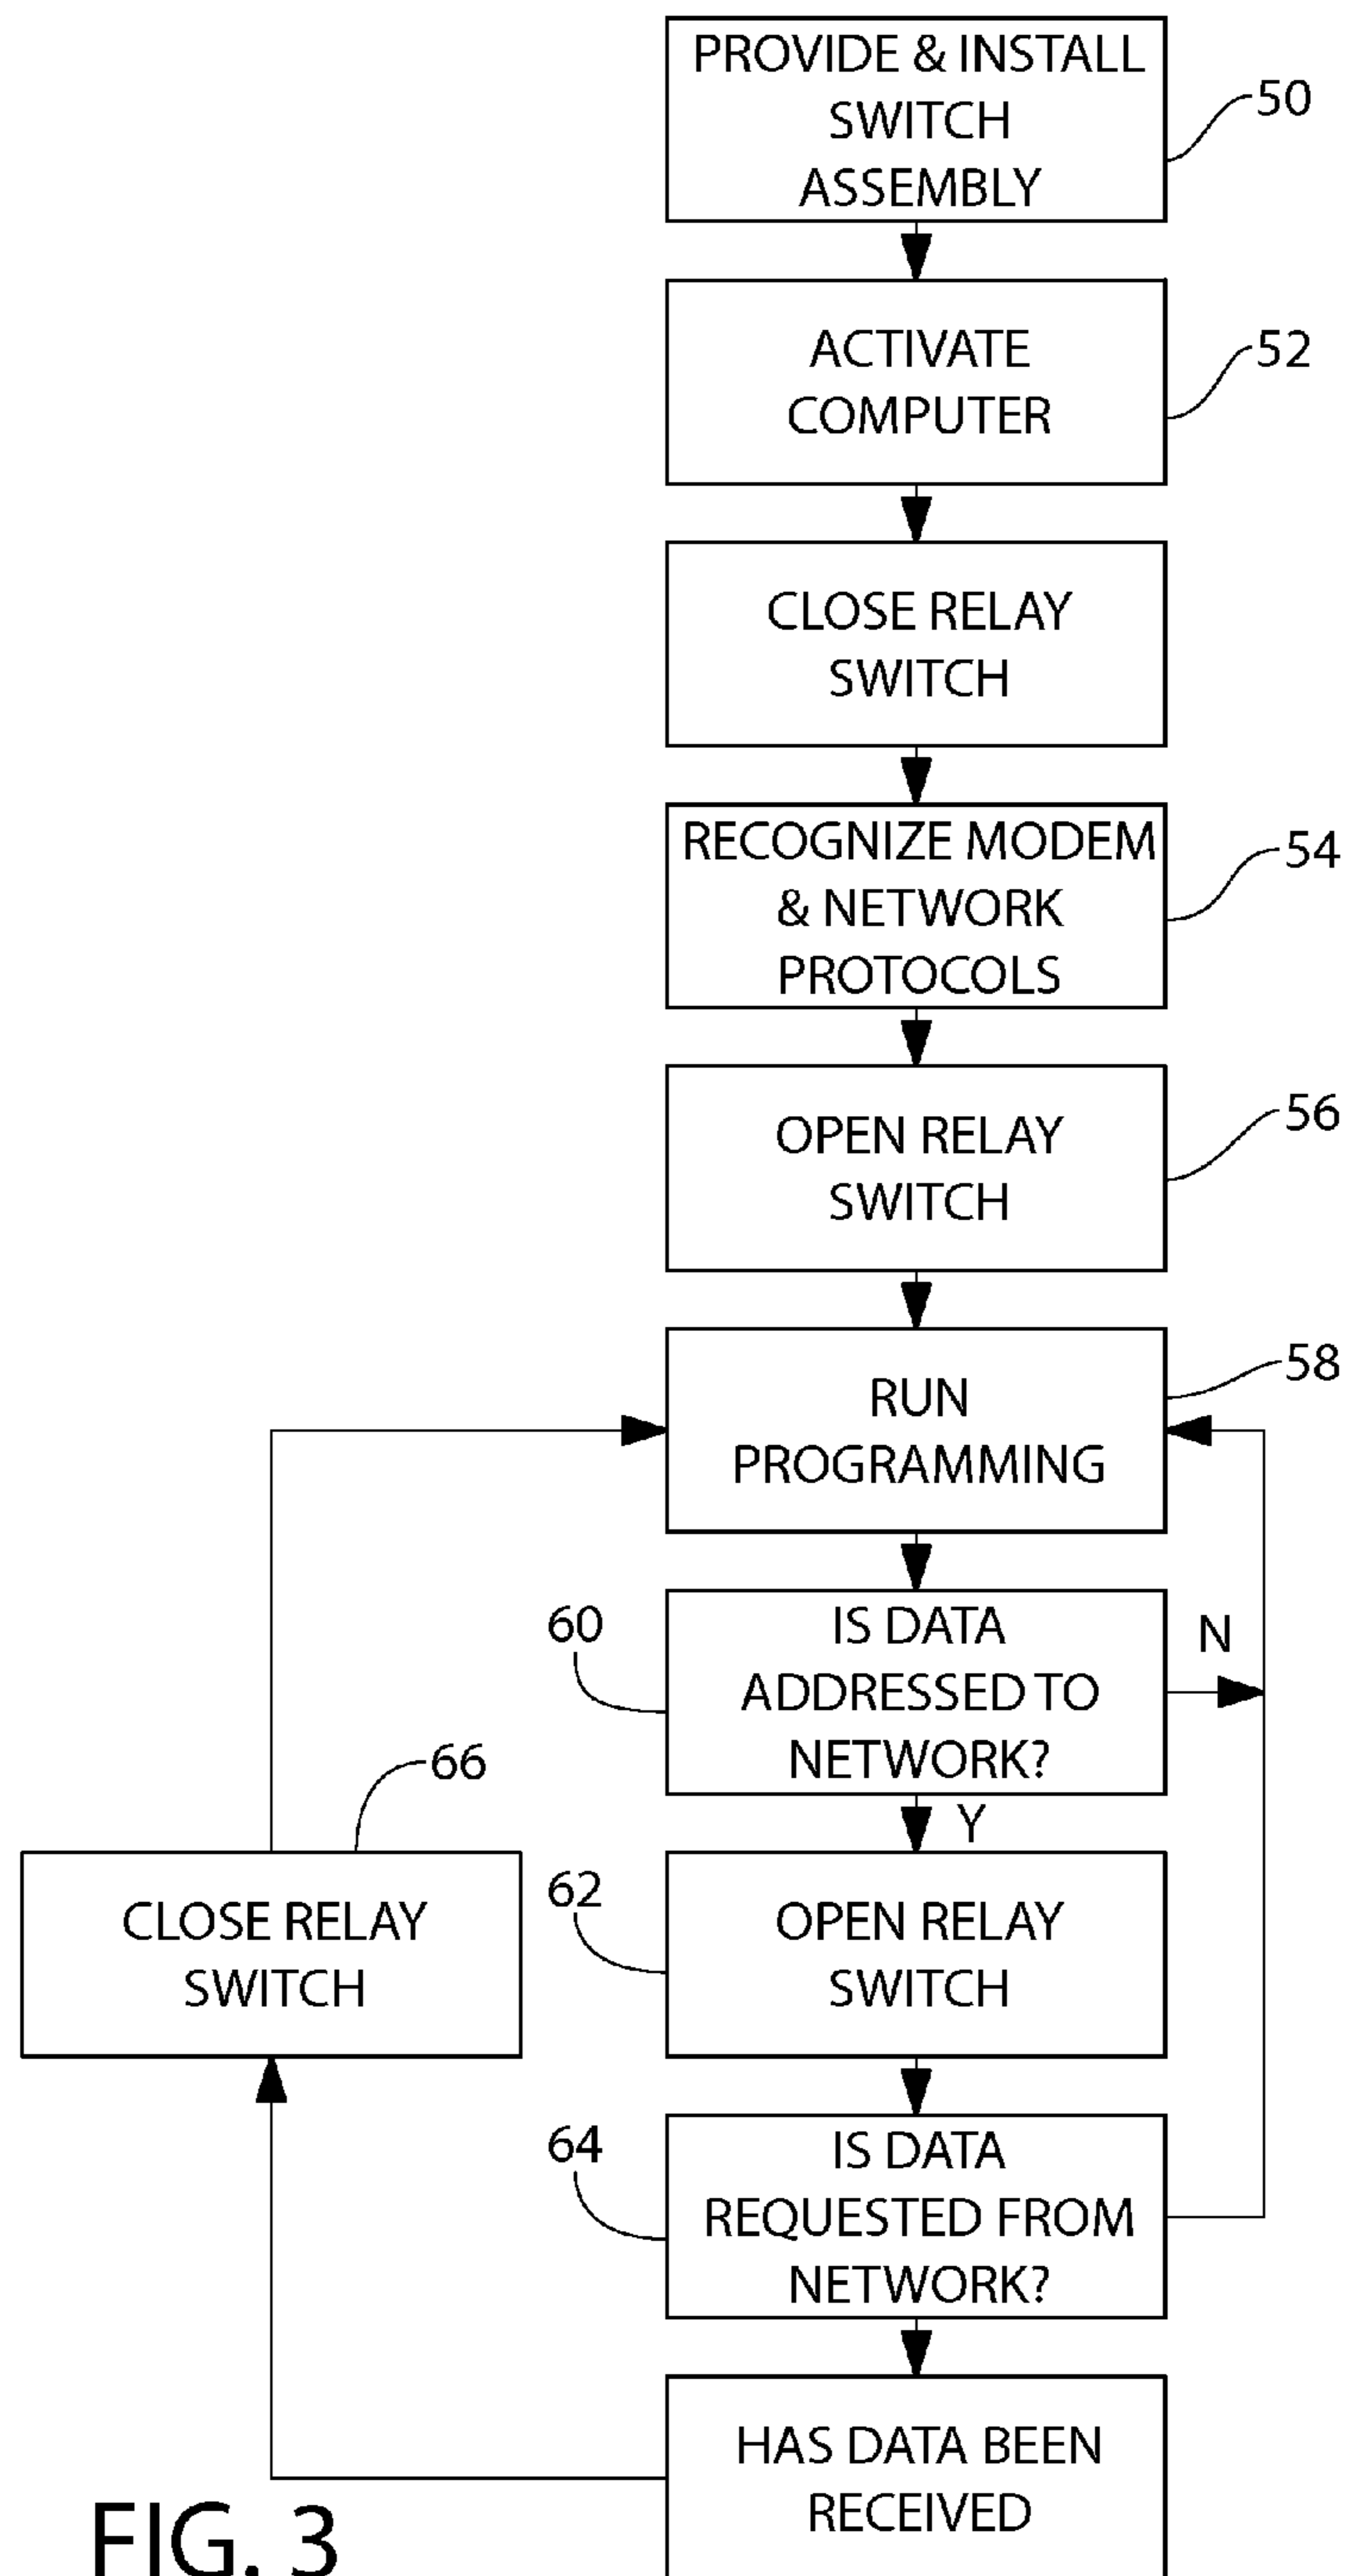 PROVIDE & INSTALL
SWITCH
ASSEMBLY
50
ACTIVATE
COMPUTER
52
CLOSE RELAY
SWITCH
RECOGNIZE MODEM
& NETWORK
PROTOCOLS
54
OPEN RELAY
SWITCH
56
RUN
PROGRAMMING
58
60
IS DATA
ADDRESSED TO
NETWORK?
N
Y
66
CLOSE RELAY
SWITCH
62
OPEN RELAY
SWITCH
64
IS DATA
REQUESTED FROM
NETWORK?
HAS DATA BEEN
RECEIVED
FIG. 3